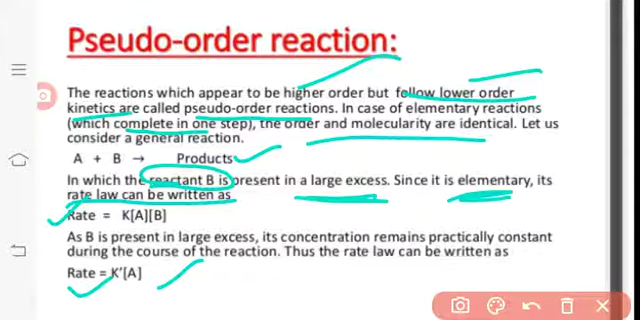 Pseudo-order reaction:
The reactions which appear to be higher order but follow lower order
kinetics are called pseudo-order reactions. In case of elementary reactions
(which complete in one step), the order and molecularity are identical. Let us
consider a general reaction.
A + B → Products
In which the reactant B is present in a large excess. Since it is elementary, its
rate law can be written as
Rate = K[A][B]
As B is present in large excess, its concentration remains practically constant
during the course of the reaction. Thus the rate law can be written as
Rate = K'[A]